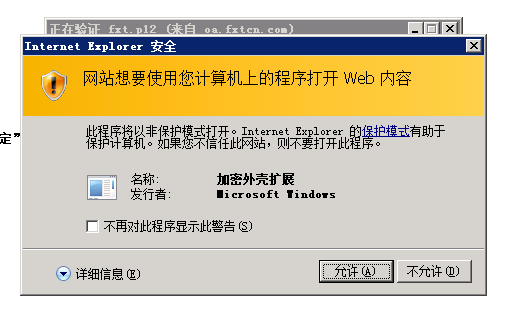 正在验证 fxt.p12 (来自 oa.fxtcn.com)
Internet Explorer 安全
网站想要使用您计算机上的程序打开 Web 内容
定”
此程序将以非保护模式打开。Internet Explorer 的保护模式有助于
保护计算机。如果您不信任此网站，则不要打开此程序。
名称: 加密外壳扩展
发行者: Microsoft Windows
不再对此程序显示此警告(S)
详细信息(E) 允许(A) 不允许(D)